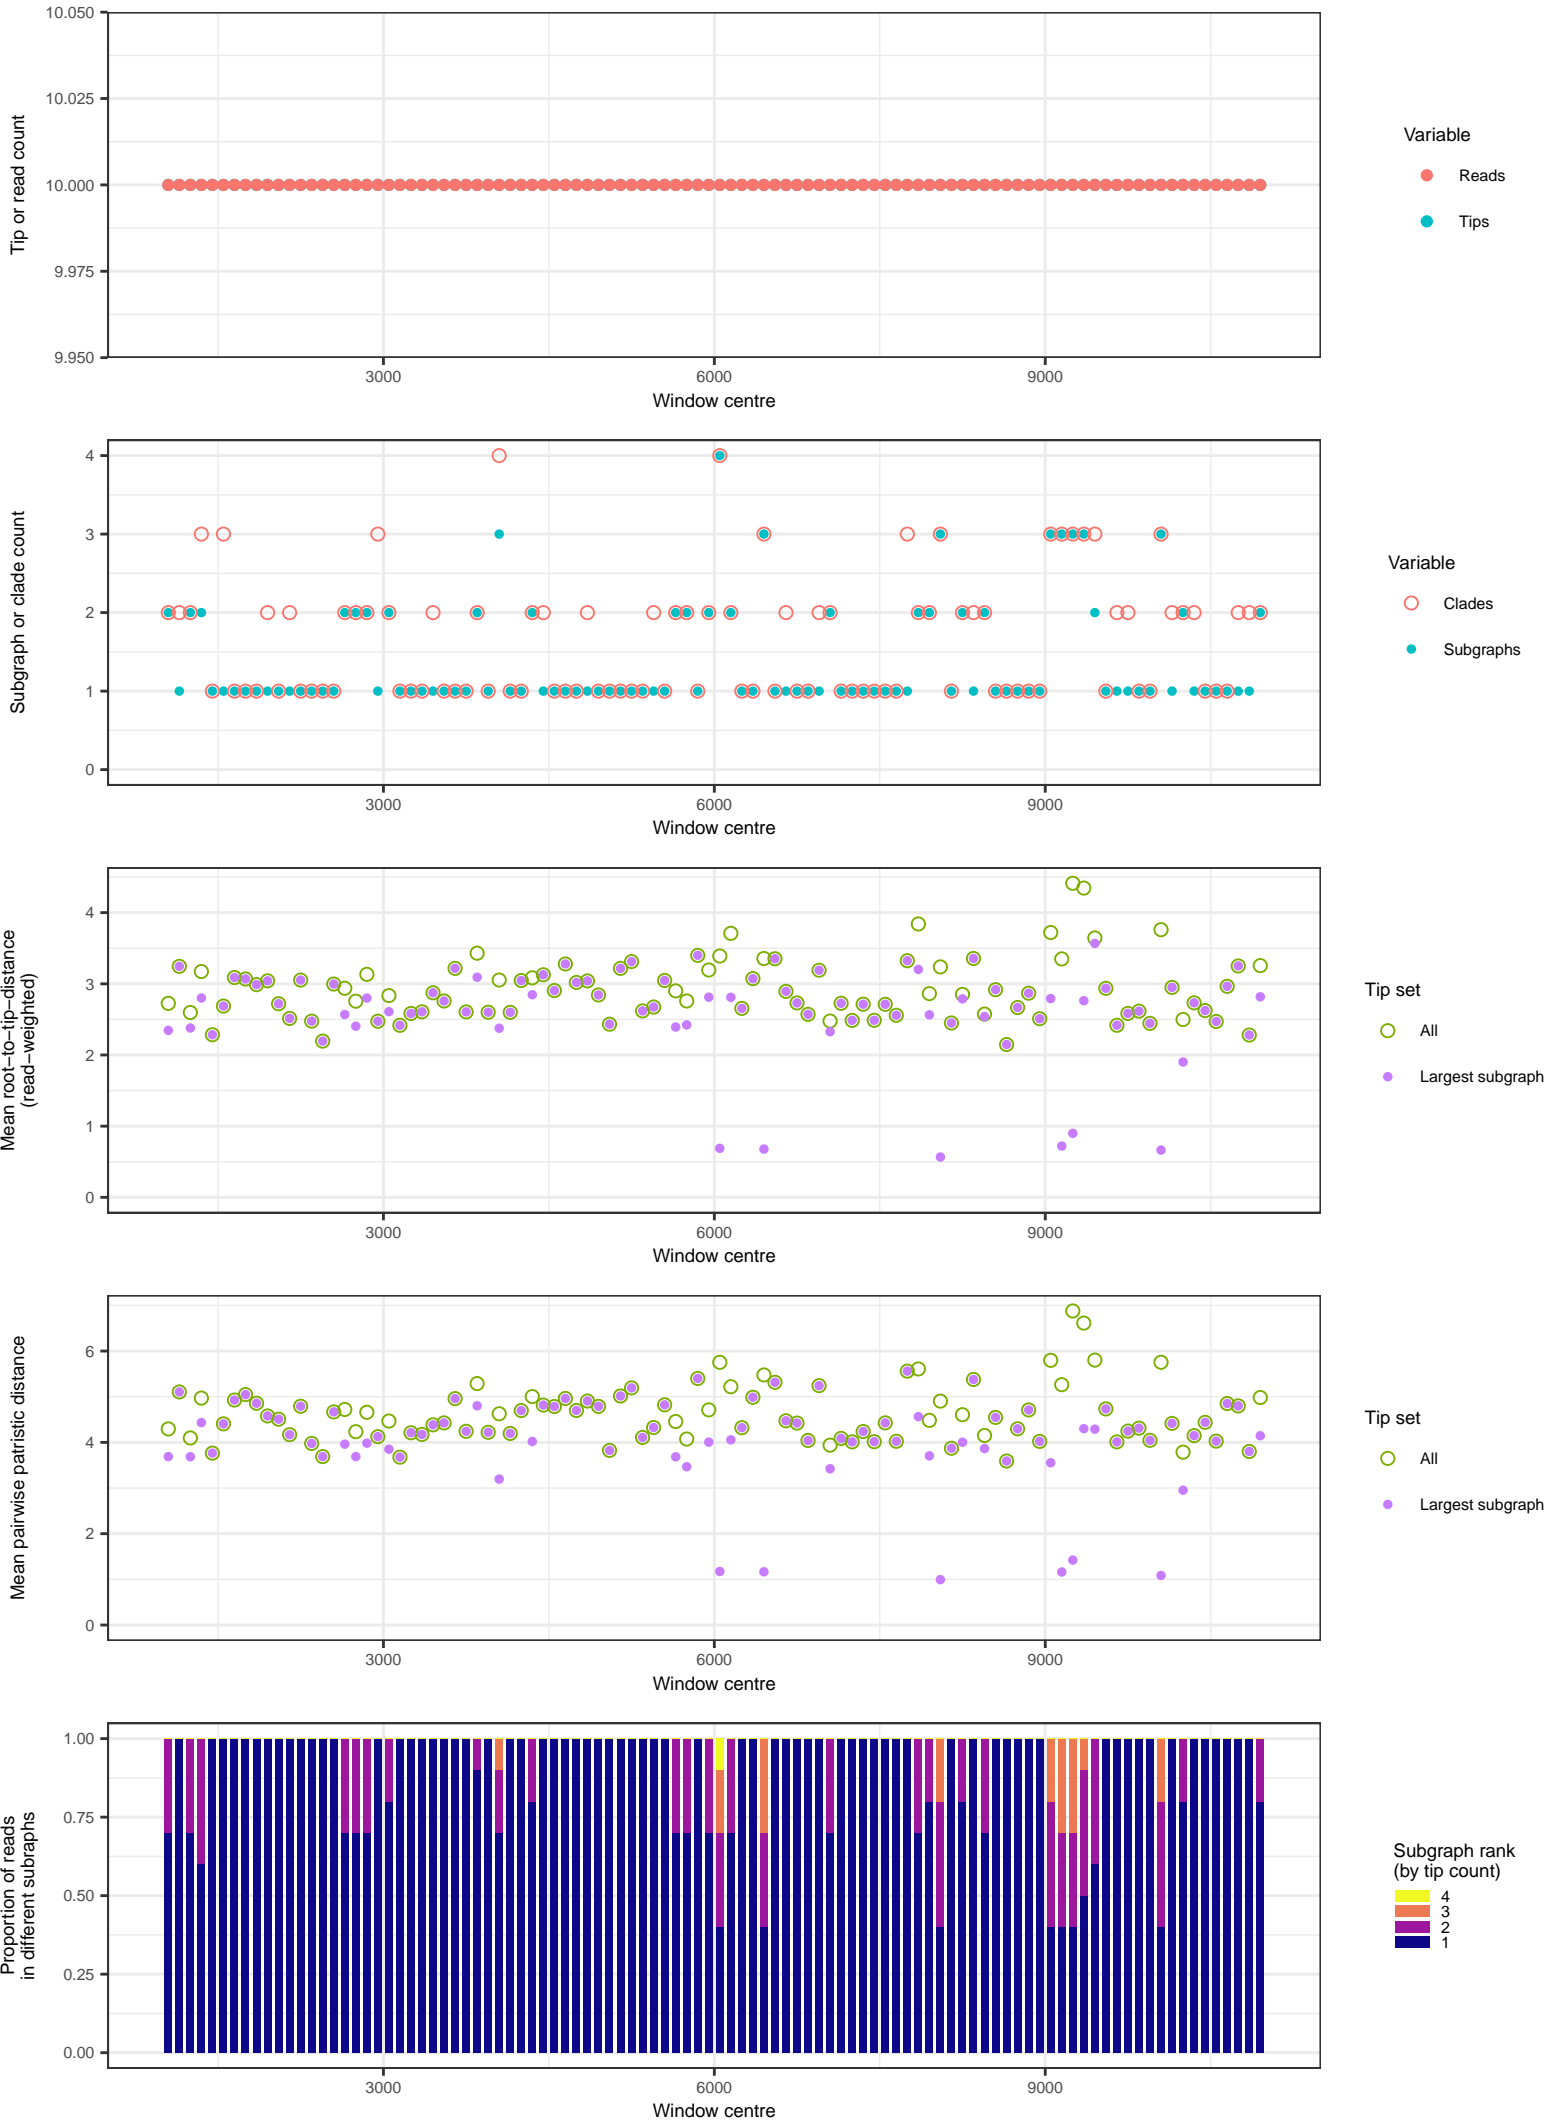 10.050
10.025
10.000
9.975
9.950
Tip or read count
3000
6000
9000
Window centre
Variable
Reads
Tips
4
3
2
1
0
Subgraph or clade count
3000
6000
9000
Window centre
Variable
Clades
Subgraphs
4
3
2
1
0
Mean root−to−tip−distance
(read−weighted)
3000
6000
9000
Window centre
Tip set
All
Largest subgraph
6
4
2
0
Mean pairwise patristic distance
3000
6000
9000
Window centre
Tip set
All
Largest subgraph
1.00
0.75
0.50
0.25
0.00
Proportion of reads
in different subraphs
3000
6000
9000
Window centre
Subgraph rank
(by tip count)
4
3
2
1